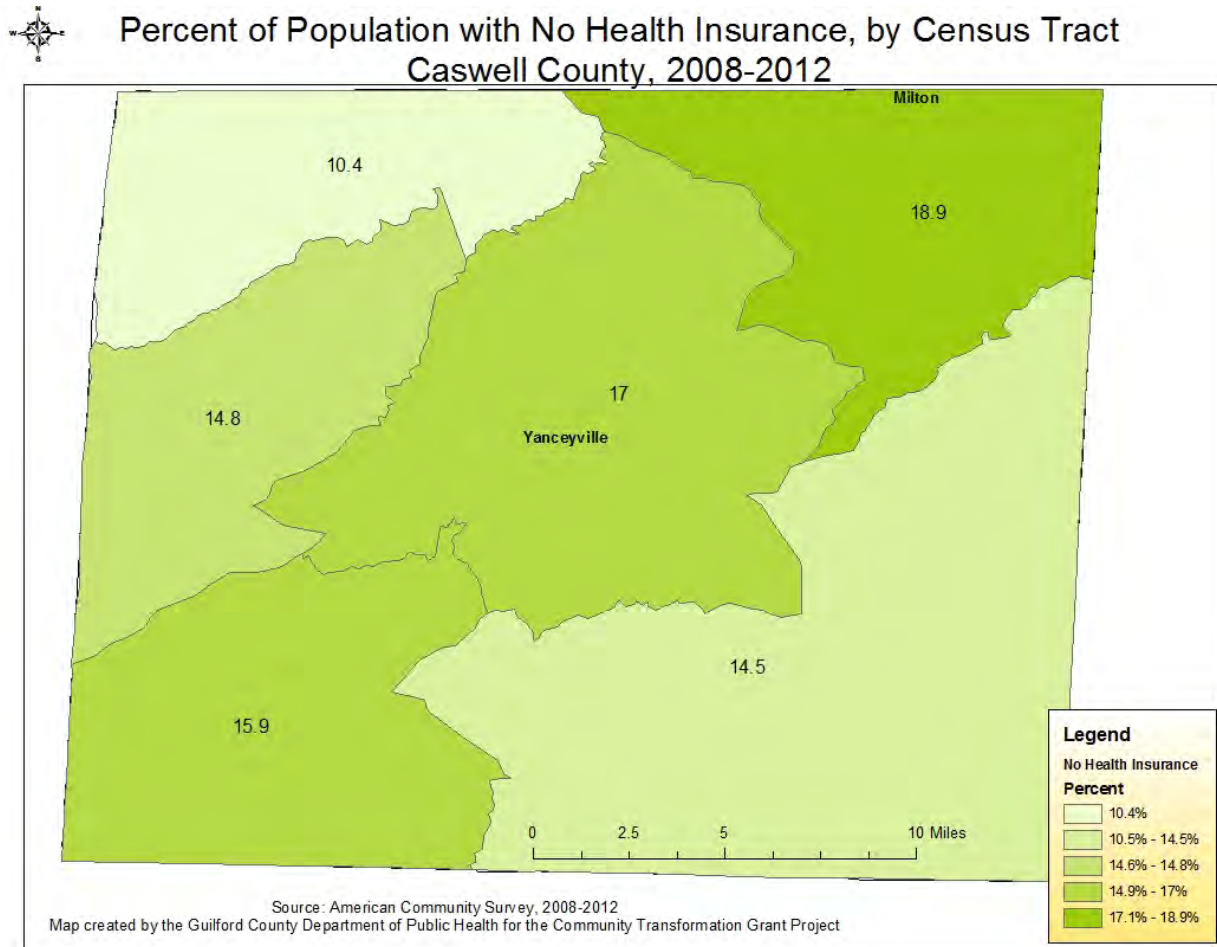 N
W
E
S
Percent of Population with No Health Insurance, by Census Tract
Caswell County, 2008-2012
Milton
10.4
18.9
17
14.8
Yanceyville
14.5
15.9
Legend
No Health Insurance
Percent
10.4%
10.5% - 14.5%
14.6% - 14.8%
14.9% - 17%
17.1% - 18.9%
0 2.5 5 10 Miles
Source: American Community Survey, 2008-2012
Map created by the Guilford County Department of Public Health for the Community Transformation Grant Project